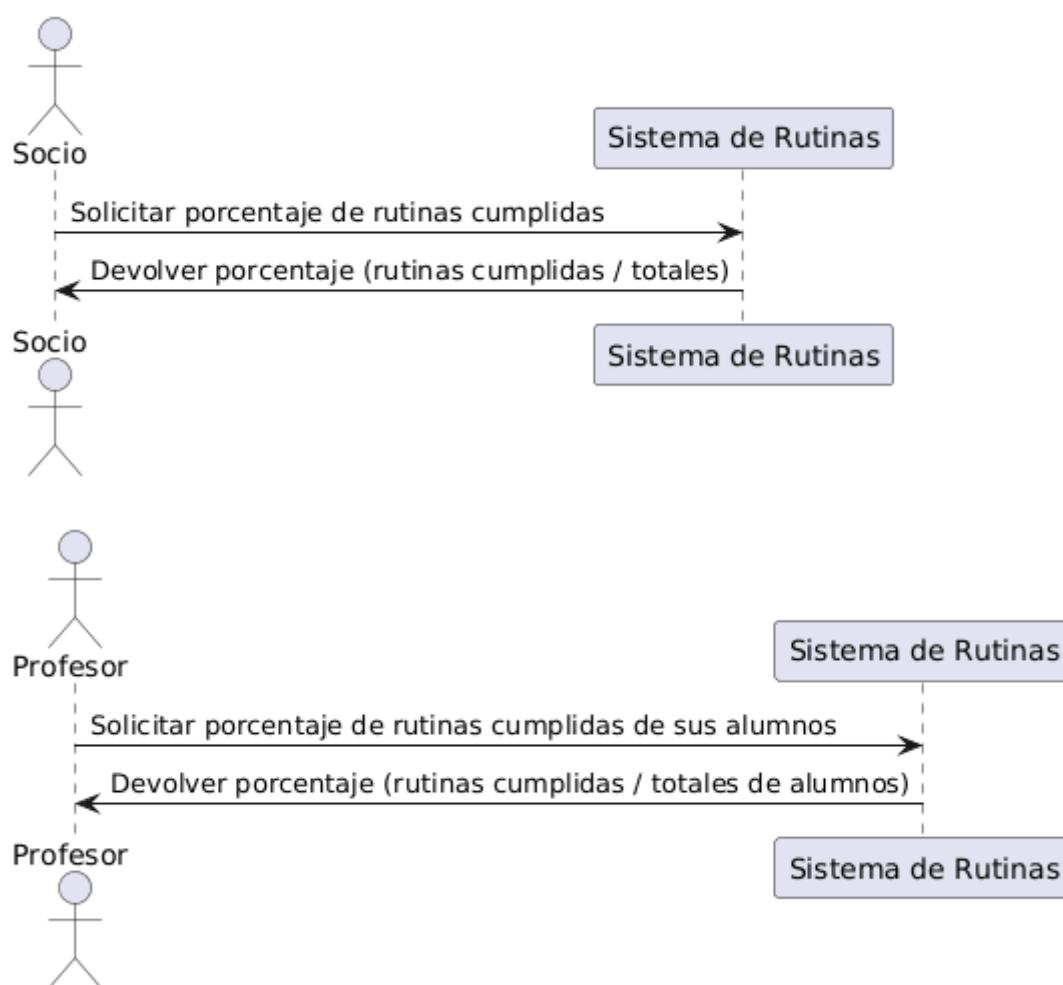 Socio
Sistema de Rutinas
Solicitar porcentaje de rutinas cumplidas
Devolver porcentaje (rutinas cumplidas / totales)
Socio
Sistema de Rutinas
Profesor
Sistema de Rutinas
Solicitar porcentaje de rutinas cumplidas de sus alumnos
Devolver porcentaje (rutinas cumplidas / totales de alumnos)
Profesor
Sistema de Rutinas